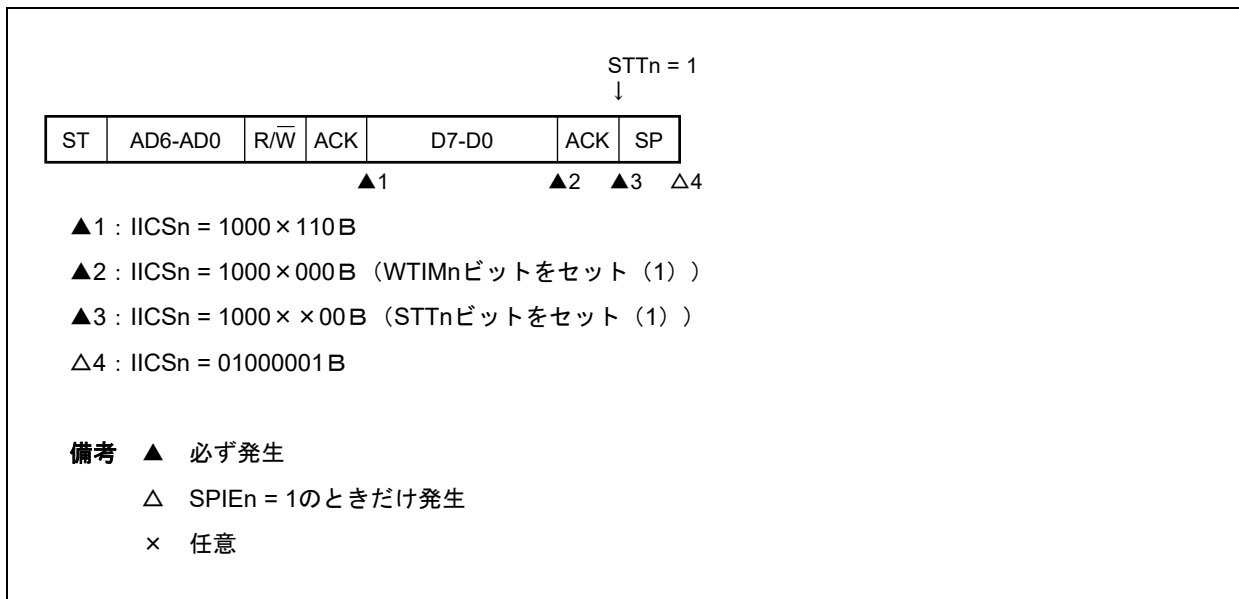 STTn = 1
↓
ST AD6-AD0 R/W̅ ACK D7-D0 ACK SP
▲1 ▲2 ▲3 △4
▲1：IICSn = 1000×110B
▲2：IICSn = 1000×000B（WTIMnビットをセット（1））
▲3：IICSn = 1000××00B（STTnビットをセット（1））
△4：IICSn = 01000001B
備考 ▲ 必ず発生
△ SPIEn = 1のときだけ発生
× 任意